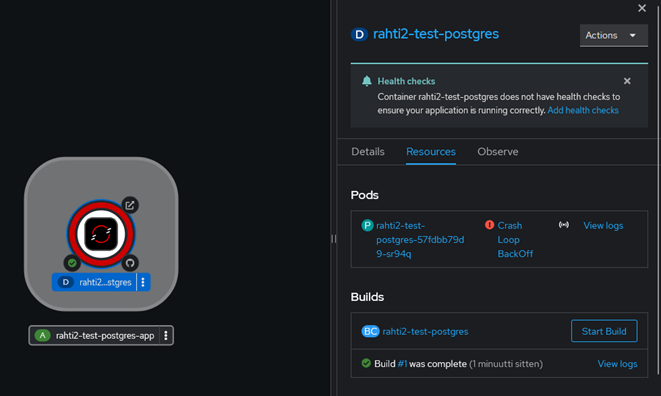 D rahti2-test-postgres
Actions
Health checks
Container rahti2-test-postgres does not have health checks to
ensure your application is running correctly. Add health checks
Details Resources Observe
Pods
P rahti2-test-
postgres-57fdbb79d
9-sr94q
Crash
Loop
BackOff
View logs
Builds
BC rahti2-test-postgres
Start Build
Build #1 was complete (1 minuutti sitten)
View logs
D rahti2...stgres
A rahti2-test-postgres-app